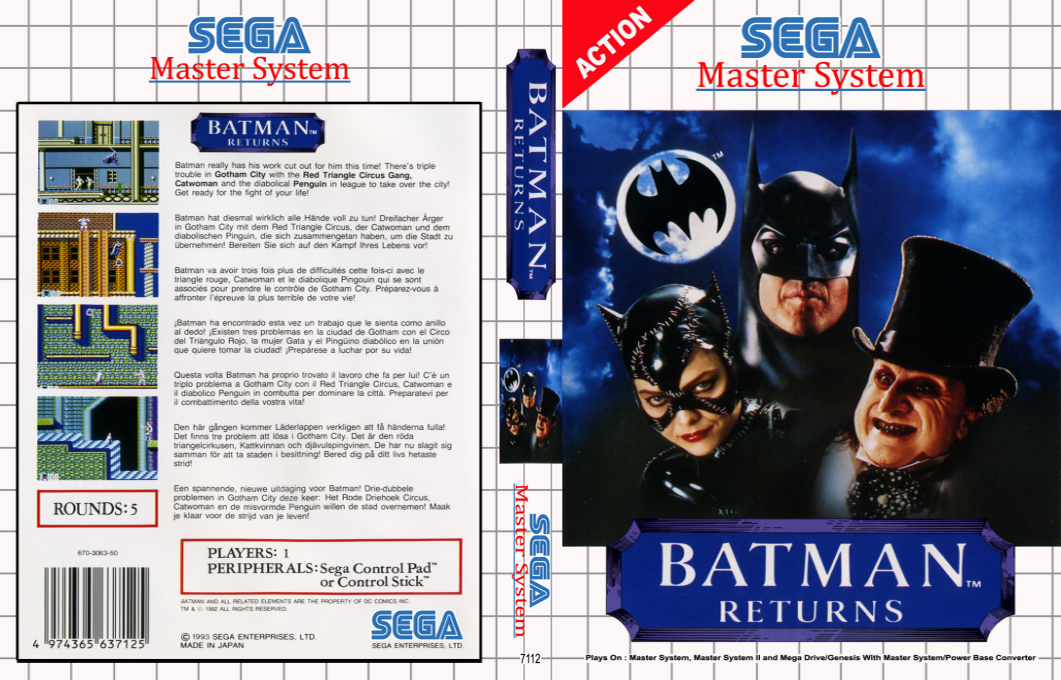 SEGA
Master System
BATMAN™
RETURNS
Batman really has his work cut out for him this time! There's triple
trouble in Gotham City with the Red Triangle Circus Gang,
Catwoman and the diabolical Penguin in league to take over the city!
Get ready for the fight of your life!
Batman hat diesmal wirklich alle Hände voll zu tun! Dreifacher Ärger
in Gotham City mit dem Red Triangle Circus, der Catwoman und dem
diabolischen Pinguin, die sich zusammengetan haben, um die Stadt zu
übernehmen! Bereiten Sie sich auf den Kampf Ihres Lebens vor!
Batman va avoir trois fois plus de difficultés cette fois-ci avec le
triangle rouge, Catwoman et le diabolique Pingouin qui se sont
associés pour prendre le contrôle de Gotham City. Préparez-vous à
affronter l'épreuve la plus terrible de votre vie!
¡Batman ha encontrado esta vez un trabajo que le sienta como anillo
al dedo! ¡Existen tres problemas en la ciudad de Gotham con el Circo
del Triángulo Rojo, la mujer Gata y el Pingüino diabólico en la unión
que quiere tomar la ciudad! ¡Prepárese a luchar por su vida!
Questa volta Batman ha proprio trovato il lavoro che fa per lui! C'è un
triplo problema a Gotham City con il Red Triangle Circus, Catwoman e
il diabolico Penguin in combutta per dominare la città. Preparatevi per
il combattimento della vostra vita!
Den här gången kommer Läderlappen verkligen att få händerna fulla!
Det finns tre problem att lösa i Gotham City. Det är den röda
triangelcirkusen, Kattkvinnan och djävulspingvinen. De har nu slagit sig
samman för att ta staden i besittning! Bered dig på ditt livs hetaste
strid!
Een spannende, nieuwe uitdaging voor Batman! Drie-dubbele
problemen in Gotham City deze keer: Het Rode Driehoek Circus,
Catwoman en de misvormde Penguin willen de stad overnemen! Maak
je klaar voor de strijd van je leven!
ROUNDS: 5
670-3063-50
4 974365 637125
PLAYERS: 1
PERIPHERALS: Sega Control Pad™
or Control Stick™
BATMAN AND ALL RELATED ELEMENTS ARE THE PROPERTY OF DC COMICS INC.
TM & © 1992 ALL RIGHTS RESERVED.
© 1993 SEGA ENTERPRISES, LTD.
MADE IN JAPAN
SEGA
SEGA ENTERPRISES, LTD.
BATMAN™
RETURNS
SEGA
Master System
7112
ACTION
SEGA
Master System
TM
BATMAN™
RETURNS
Plays On : Master System, Master System II and Mega Drive/Genesis With Master System/Power Base Converter